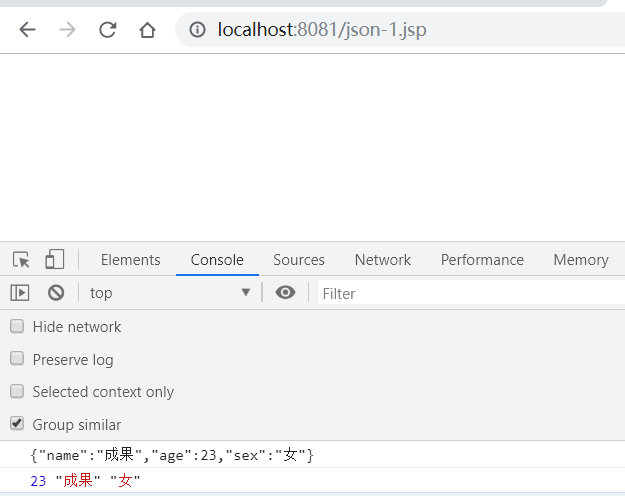 localhost:8081/json-1.jsp
Elements Console Sources Network Performance Memory
top Filter
Hide network
Preserve log
Selected context only
Group similar
{"name":"成果","age":23,"sex":"女"}
23 "成果" "女"